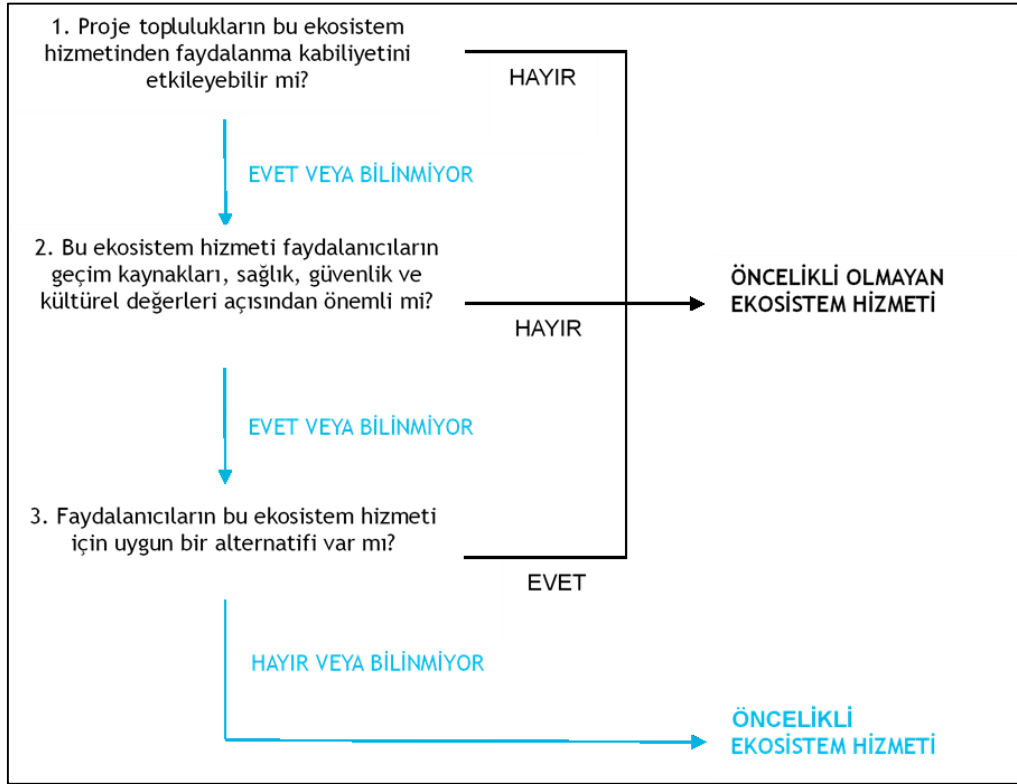 1. Proje toplulukların bu ekosistem
hizmetinden faydalanma kabiliyetini
etkileyebilir mi?
HAYIR
EVET VEYA BİLİNMİYOR
2. Bu ekosistem hizmeti faydalanıcıların
geçim kaynakları, sağlık, güvenlik ve
kültürel değerleri açısından önemli mi?
HAYIR
ÖNCELİKLİ OLMAYAN
EKOSİSTEM HİZMETİ
EVET VEYA BİLİNMİYOR
3. Faydalanıcıların bu ekosistem hizmeti
için uygun bir alternatifi var mı?
EVET
HAYIR VEYA BİLİNMİYOR
ÖNCELİKLİ
EKOSİSTEM HİZMETİ